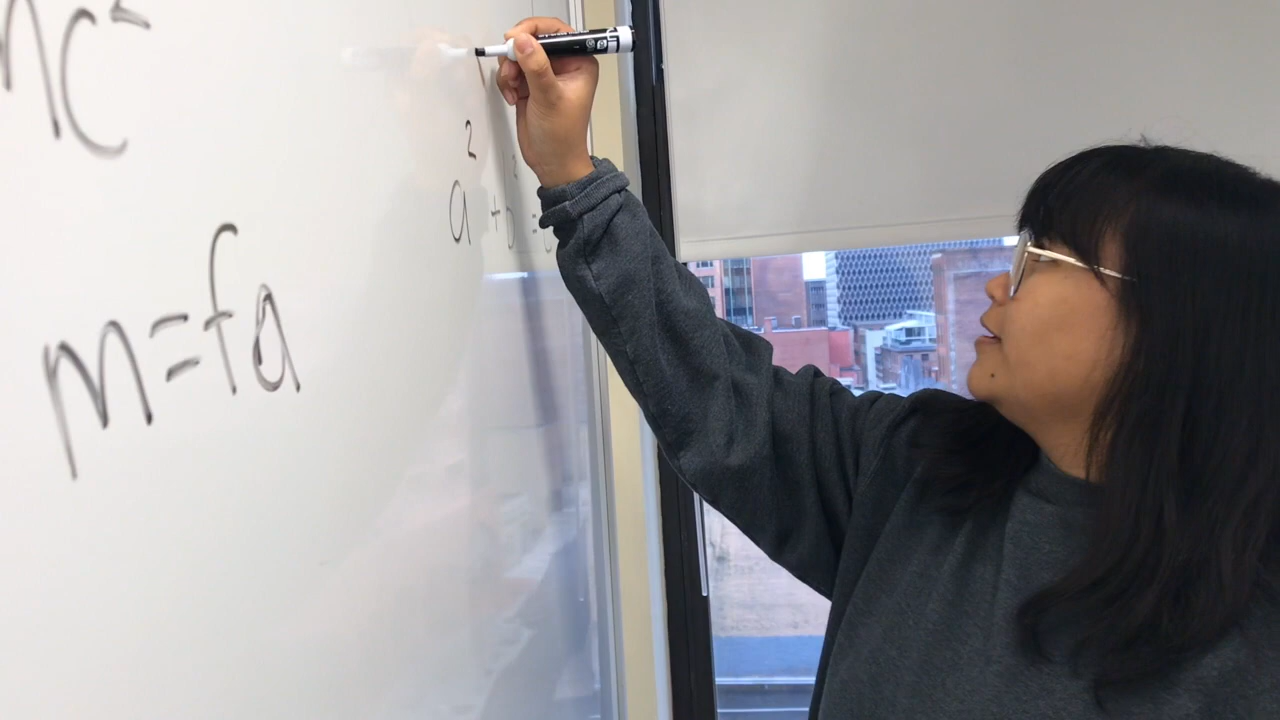 mc²
a² + b² =
m=fa